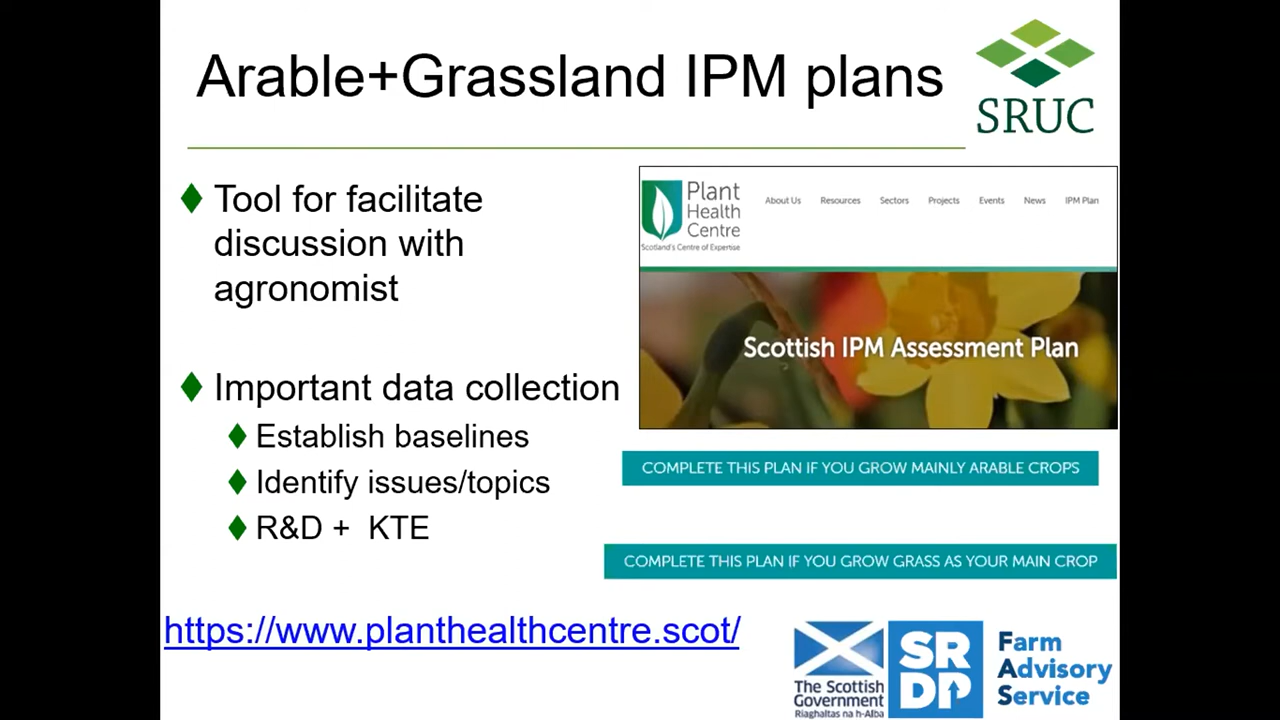 Arable+Grassland IPM plans
SRUC
Tool for facilitate
discussion with
agronomist
Important data collection
Establish baselines
Identify issues/topics
R&D + KTE
https://www.planthealthcentre.scot/
Plant
Health
Centre
Scotland's Centre of Expertise
About Us Resources Sectors Projects Events News IPM Plan
Scottish IPM Assessment Plan
COMPLETE THIS PLAN IF YOU GROW MAINLY ARABLE CROPS
COMPLETE THIS PLAN IF YOU GROW GRASS AS YOUR MAIN CROP
The Scottish
Government
Riaghaltas na h-Alba
SR
DP
Farm
Advisory
Service